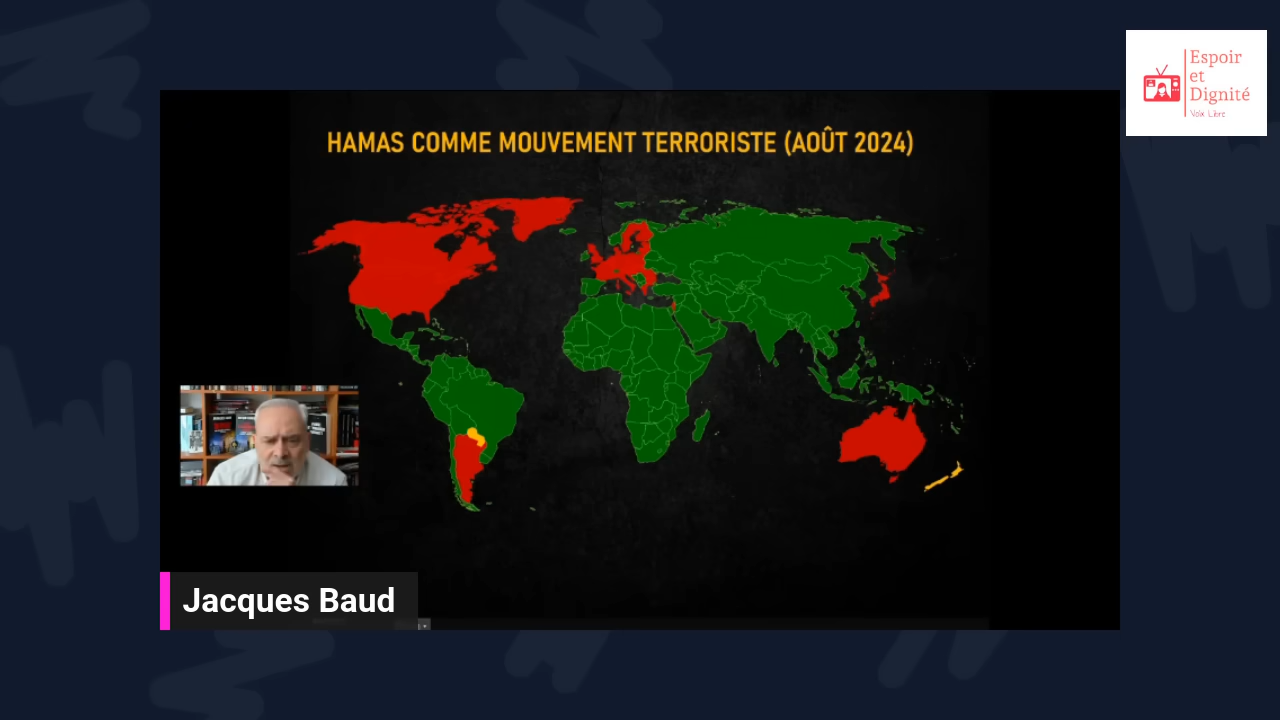 Espoir
et
Dignité
Voix Libre
HAMAS COMME MOUVEMENT TERRORISTE (AOÛT 2024)
Jacques Baud